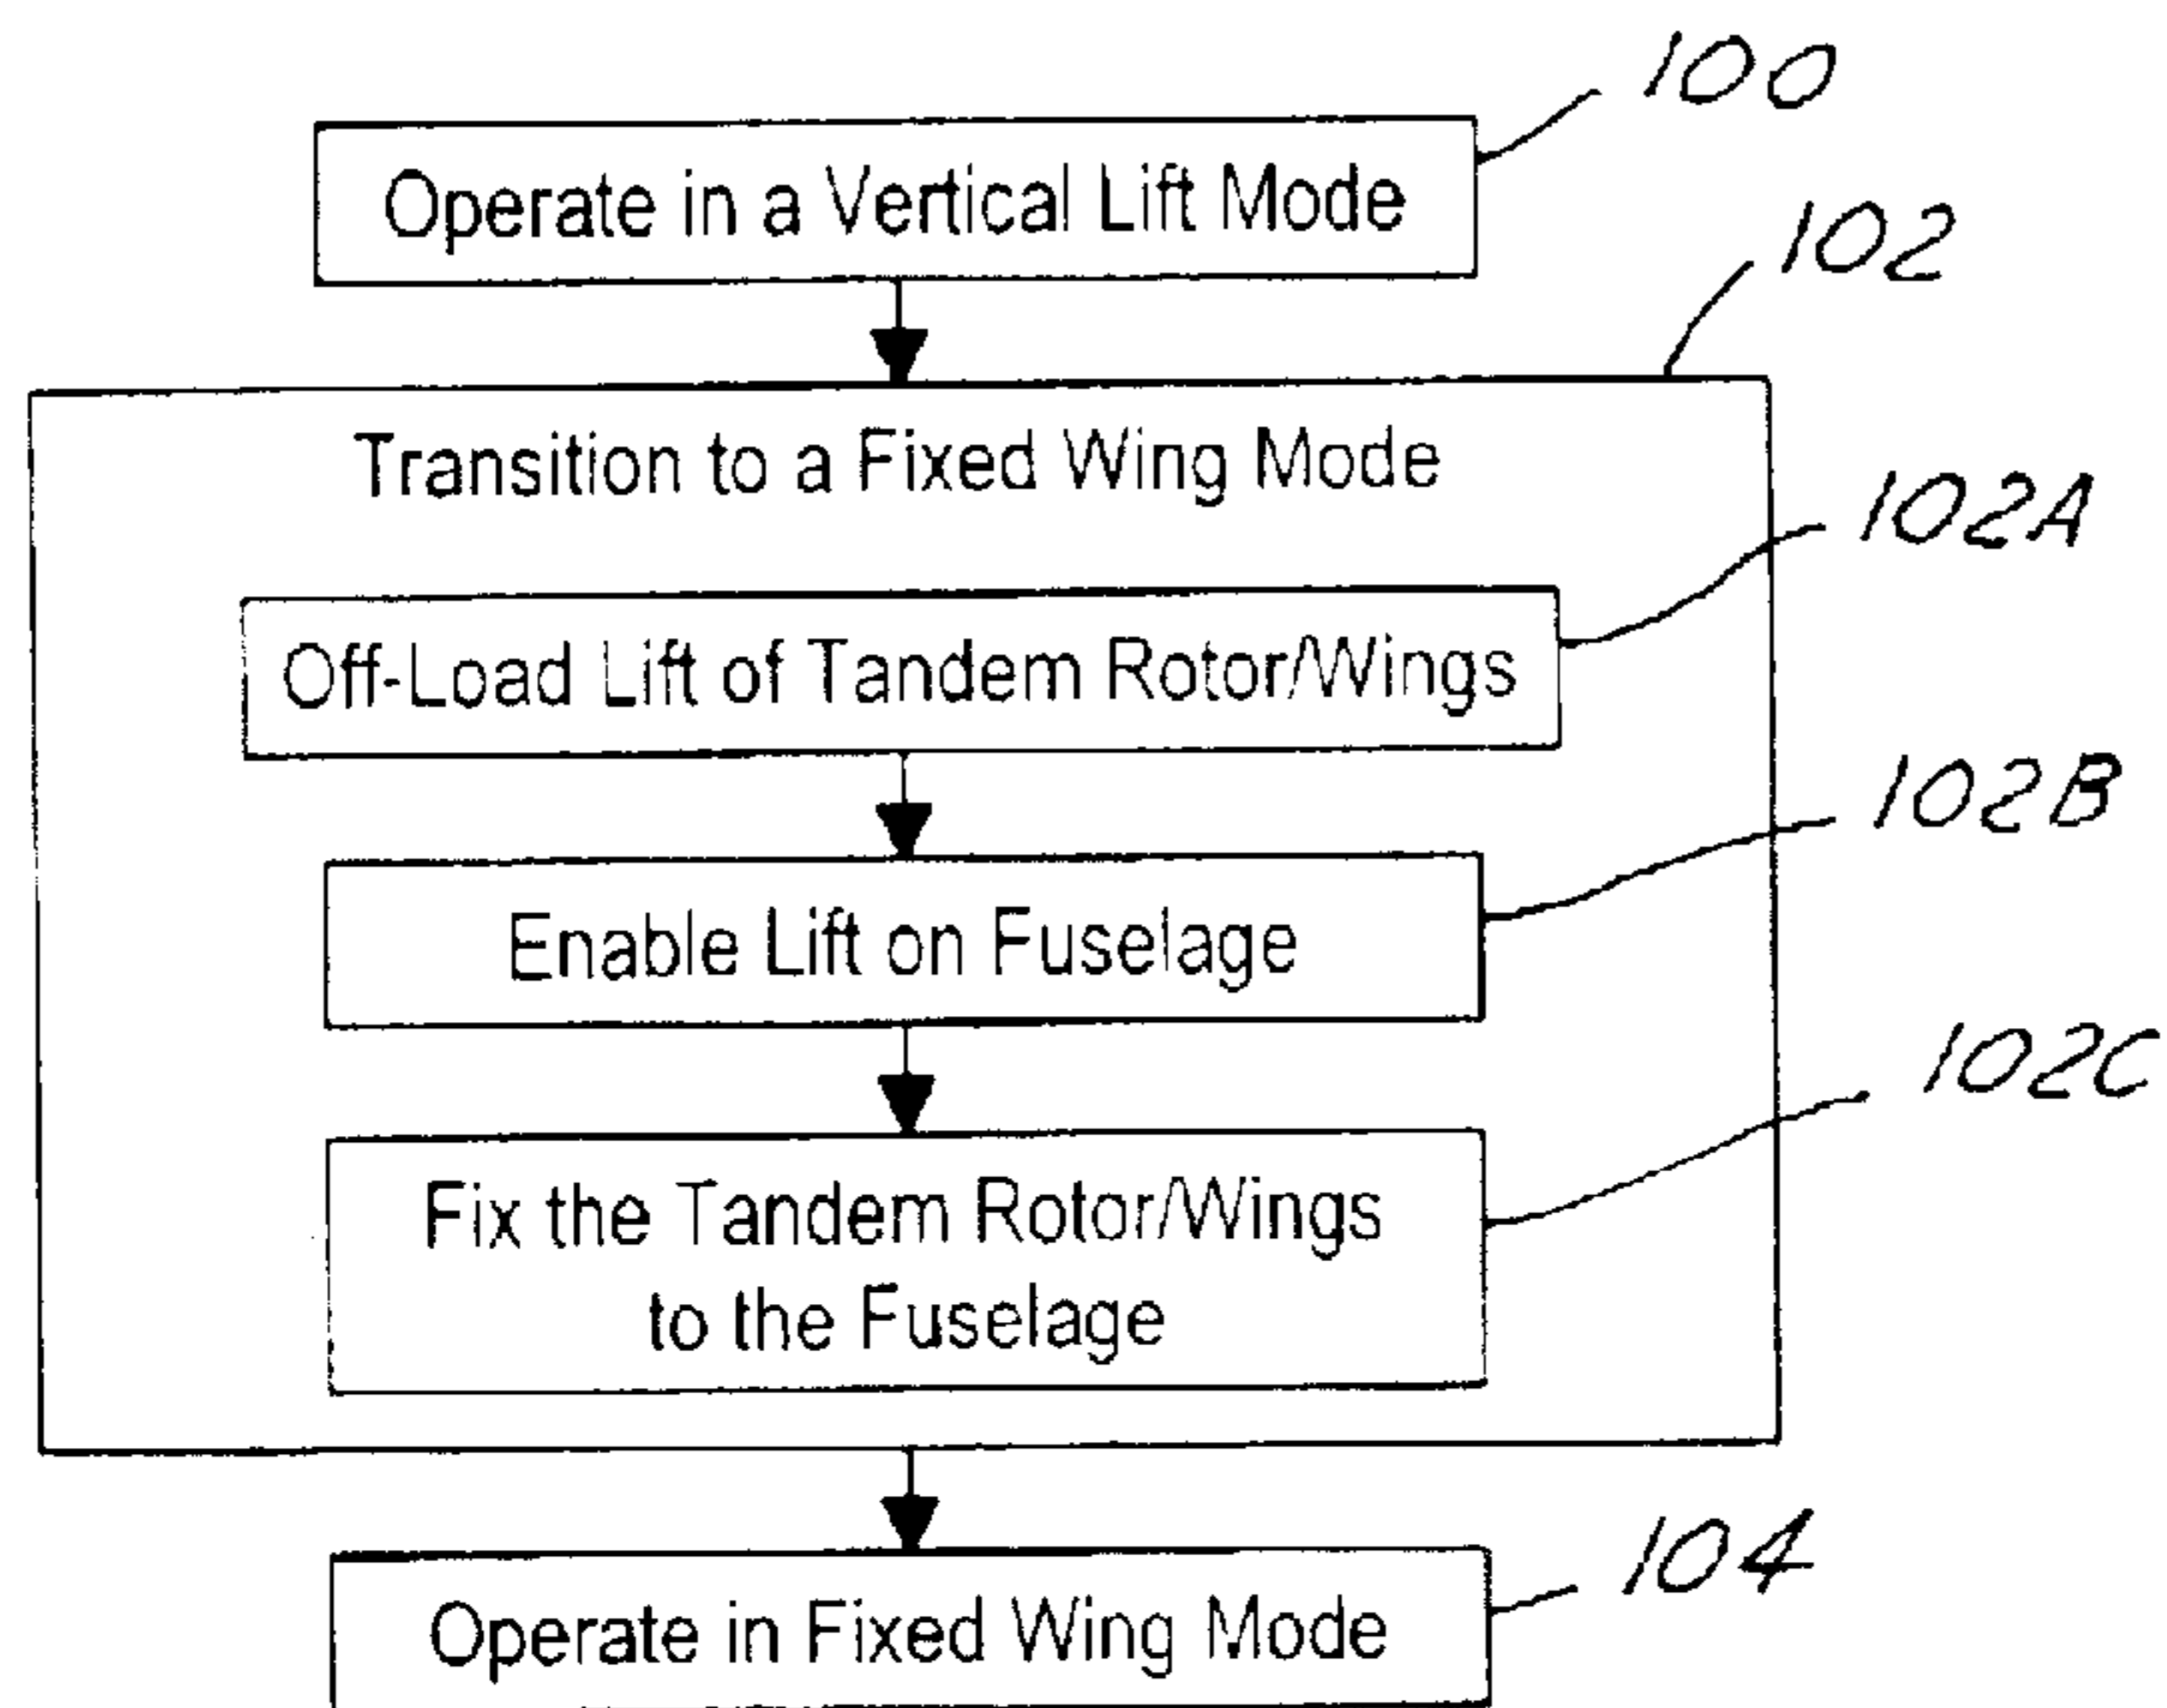 100
Operate in a Vertical Lift Mode
102
Transition to a Fixed Wing Mode
102A
Off-Load Lift of Tandem Rotor/Wings
102B
Enable Lift on Fuselage
102C
Fix the Tandem Rotor/Wings
to the Fuselage
104
Operate in Fixed Wing Mode